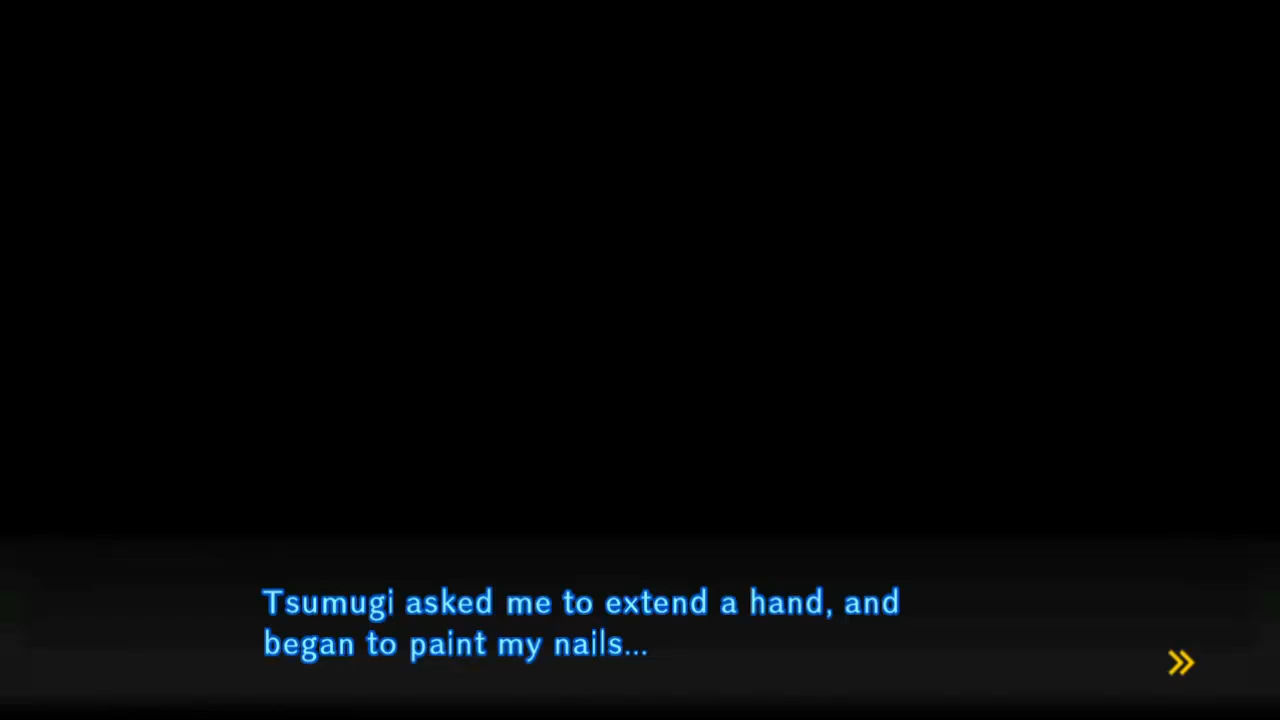 Tsumugi asked me to extend a hand, and
began to paint my nails...